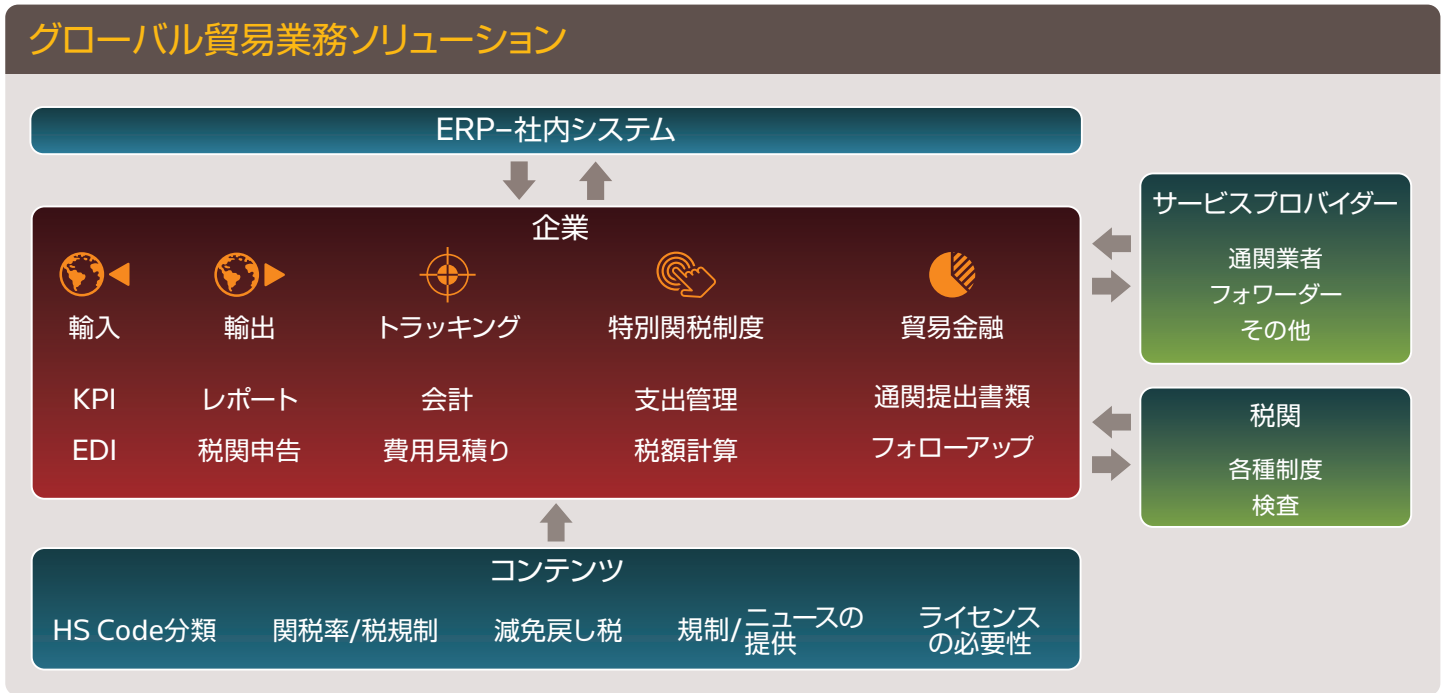 グローバル貿易業務ソリューション
ERP–社内システム
企業
輸入 輸出 トラッキング 特別関税制度 貿易金融
KPI レポート 会計 支出管理 通関提出書類
EDI 税関申告 費用見積り 税額計算 フォローアップ
サービスプロバイダー
通関業者
フォワーダー
その他
税関
各種制度
検査
コンテンツ
HS Code分類 関税率/税規制 減免戻し税 規制/ニュースの提供 ライセンスの必要性